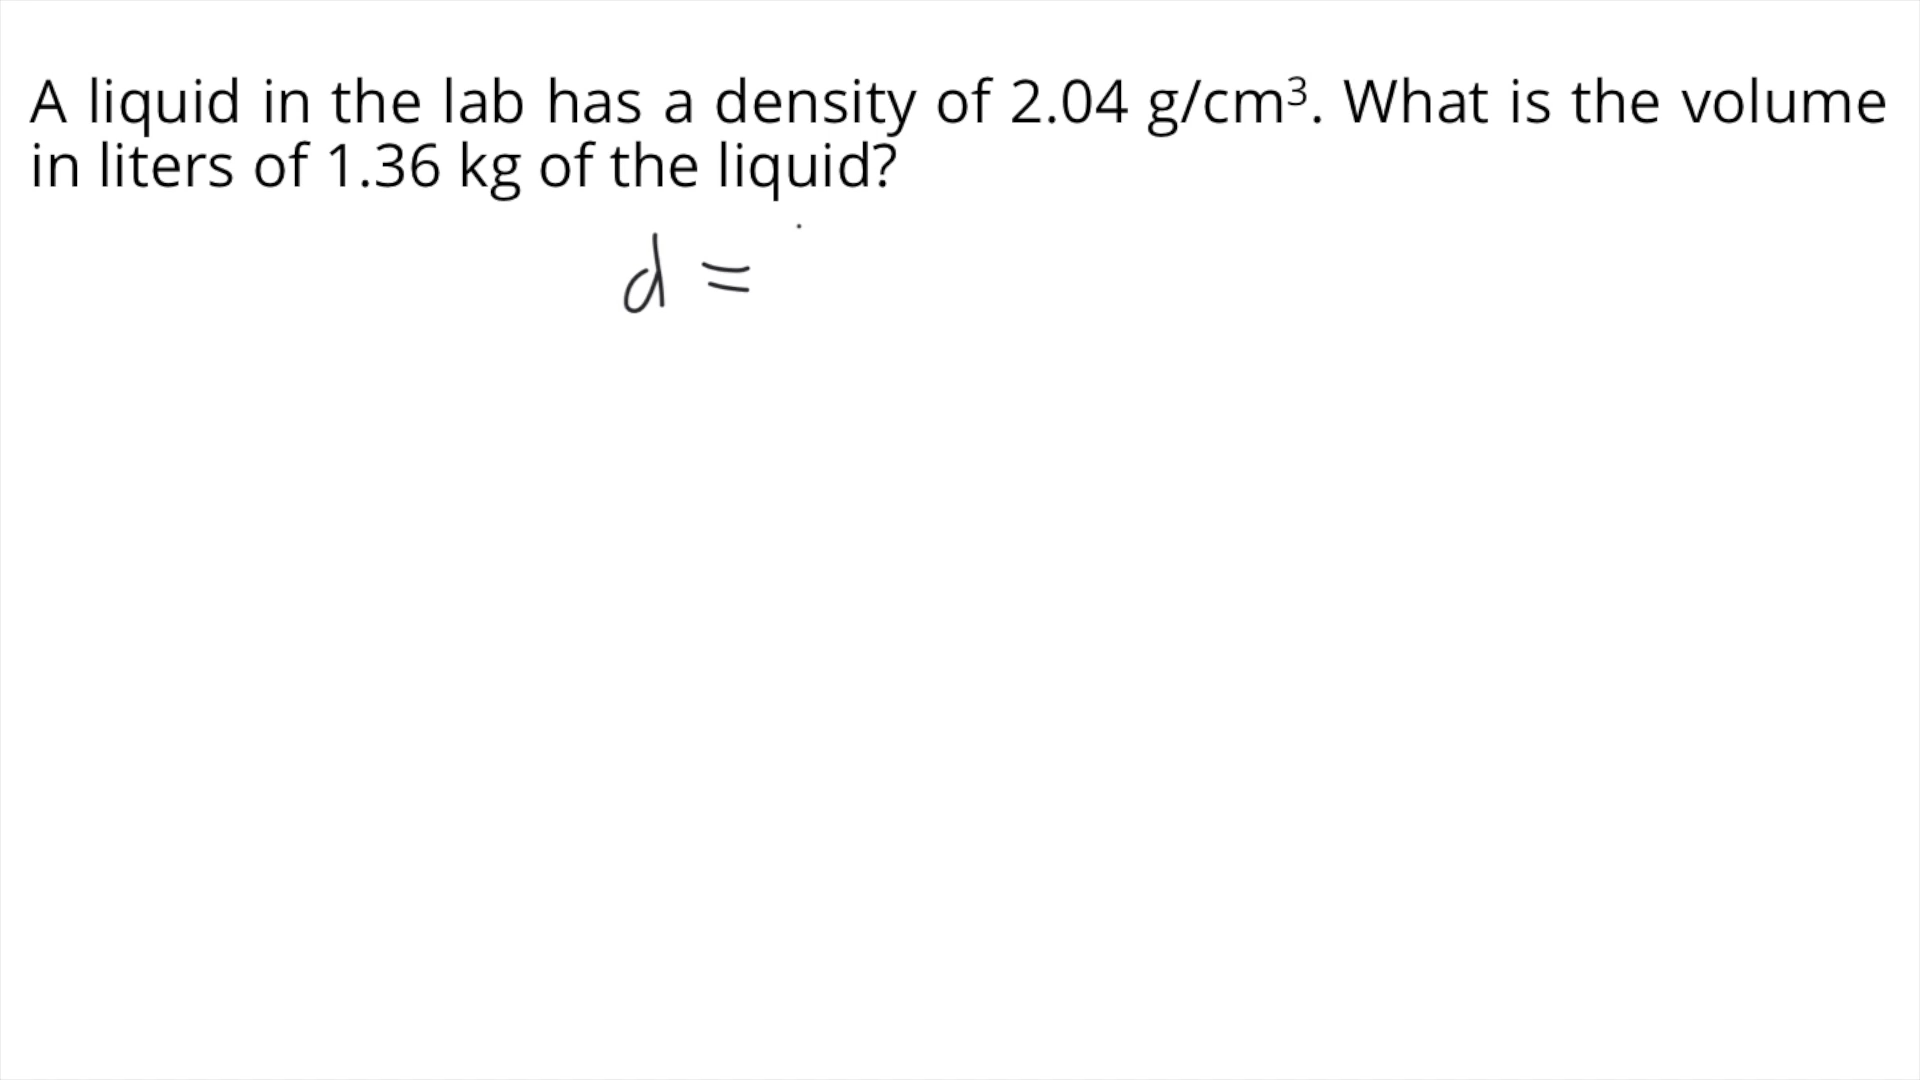 A liquid in the lab has a density of 2.04 g/cm³. What is the volume
in liters of 1.36 kg of the liquid?
d =